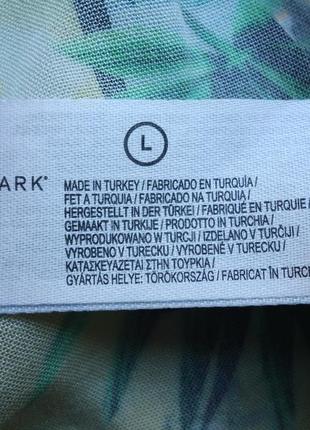 L
ARK®
MADE IN TURKEY / FABRICADO EN TURQUÍA /
FET A TURQUIA / FABRICADO NA TURQUIA /
HERGESTELLT IN DER TÜRKEI / FABRIQUÉ EN TURQUIE /
GEMAAKT IN TURKIJE / PRODOTTO IN TURCHIA /
WYPRODUKOWANO W TURCJI / IZDELANO V TURČIJI /
VYROBENO V TURECKU / VYROBENÉ V TURECKU /
ΚΑΤΑΣΚΕΥΑΖΕΤΑΙ ΣΤΗΝ ΤΟΥΡΚΙΑ /
GYÁRTÁS HELYE: TÖRÖKORSZÁG / FABRICAT ÎN TURC